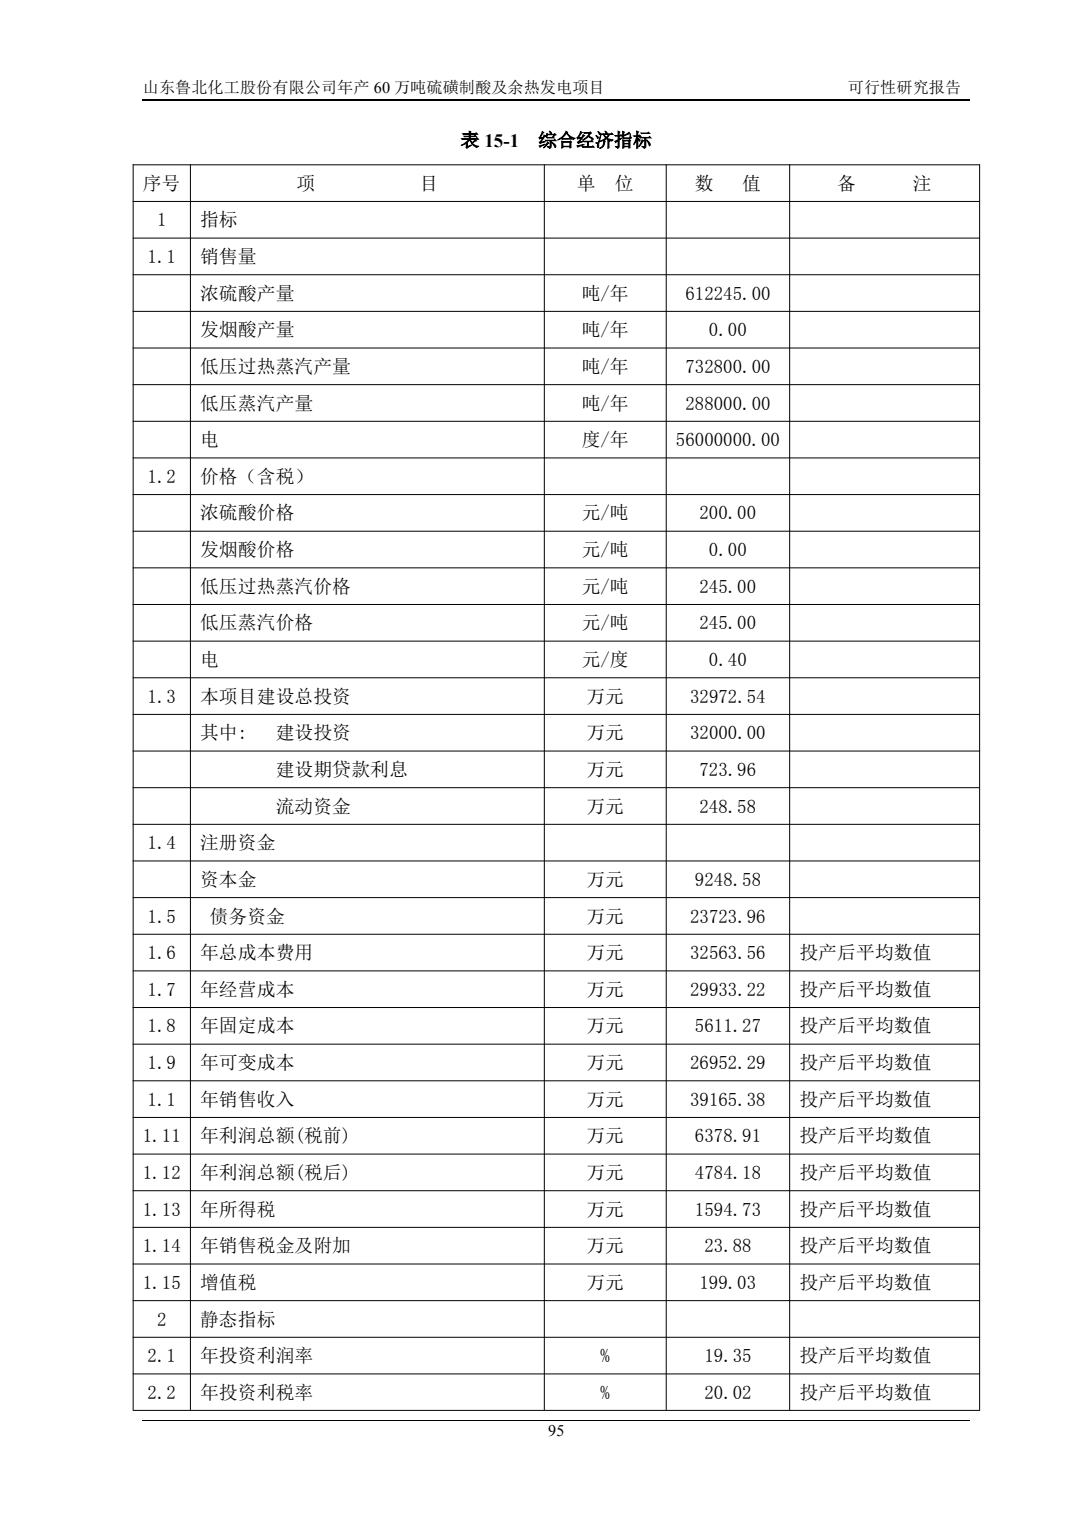 山东鲁北化工股份有限公司年产 60 万吨硫磺制酸及余热发电项目 可行性研究报告
表 15-1 综合经济指标
序号 项 目 单 位 数 值 备 注
1 指标
1.1 销售量
浓硫酸产量 吨/年 612245.00
发烟酸产量 吨/年 0.00
低压过热蒸汽产量 吨/年 732800.00
低压蒸汽产量 吨/年 288000.00
电 度/年 56000000.00
1.2 价格（含税）
浓硫酸价格 元/吨 200.00
发烟酸价格 元/吨 0.00
低压过热蒸汽价格 元/吨 245.00
低压蒸汽价格 元/吨 245.00
电 元/度 0.40
1.3 本项目建设总投资 万元 32972.54
其中: 建设投资 万元 32000.00
建设期贷款利息 万元 723.96
流动资金 万元 248.58
1.4 注册资金
资本金 万元 9248.58
1.5 债务资金 万元 23723.96
1.6 年总成本费用 万元 32563.56 投产后平均数值
1.7 年经营成本 万元 29933.22 投产后平均数值
1.8 年固定成本 万元 5611.27 投产后平均数值
1.9 年可变成本 万元 26952.29 投产后平均数值
1.1 年销售收入 万元 39165.38 投产后平均数值
1.11 年利润总额(税前) 万元 6378.91 投产后平均数值
1.12 年利润总额(税后) 万元 4784.18 投产后平均数值
1.13 年所得税 万元 1594.73 投产后平均数值
1.14 年销售税金及附加 万元 23.88 投产后平均数值
1.15 增值税 万元 199.03 投产后平均数值
2 静态指标
2.1 年投资利润率 % 19.35 投产后平均数值
2.2 年投资利税率 % 20.02 投产后平均数值
95